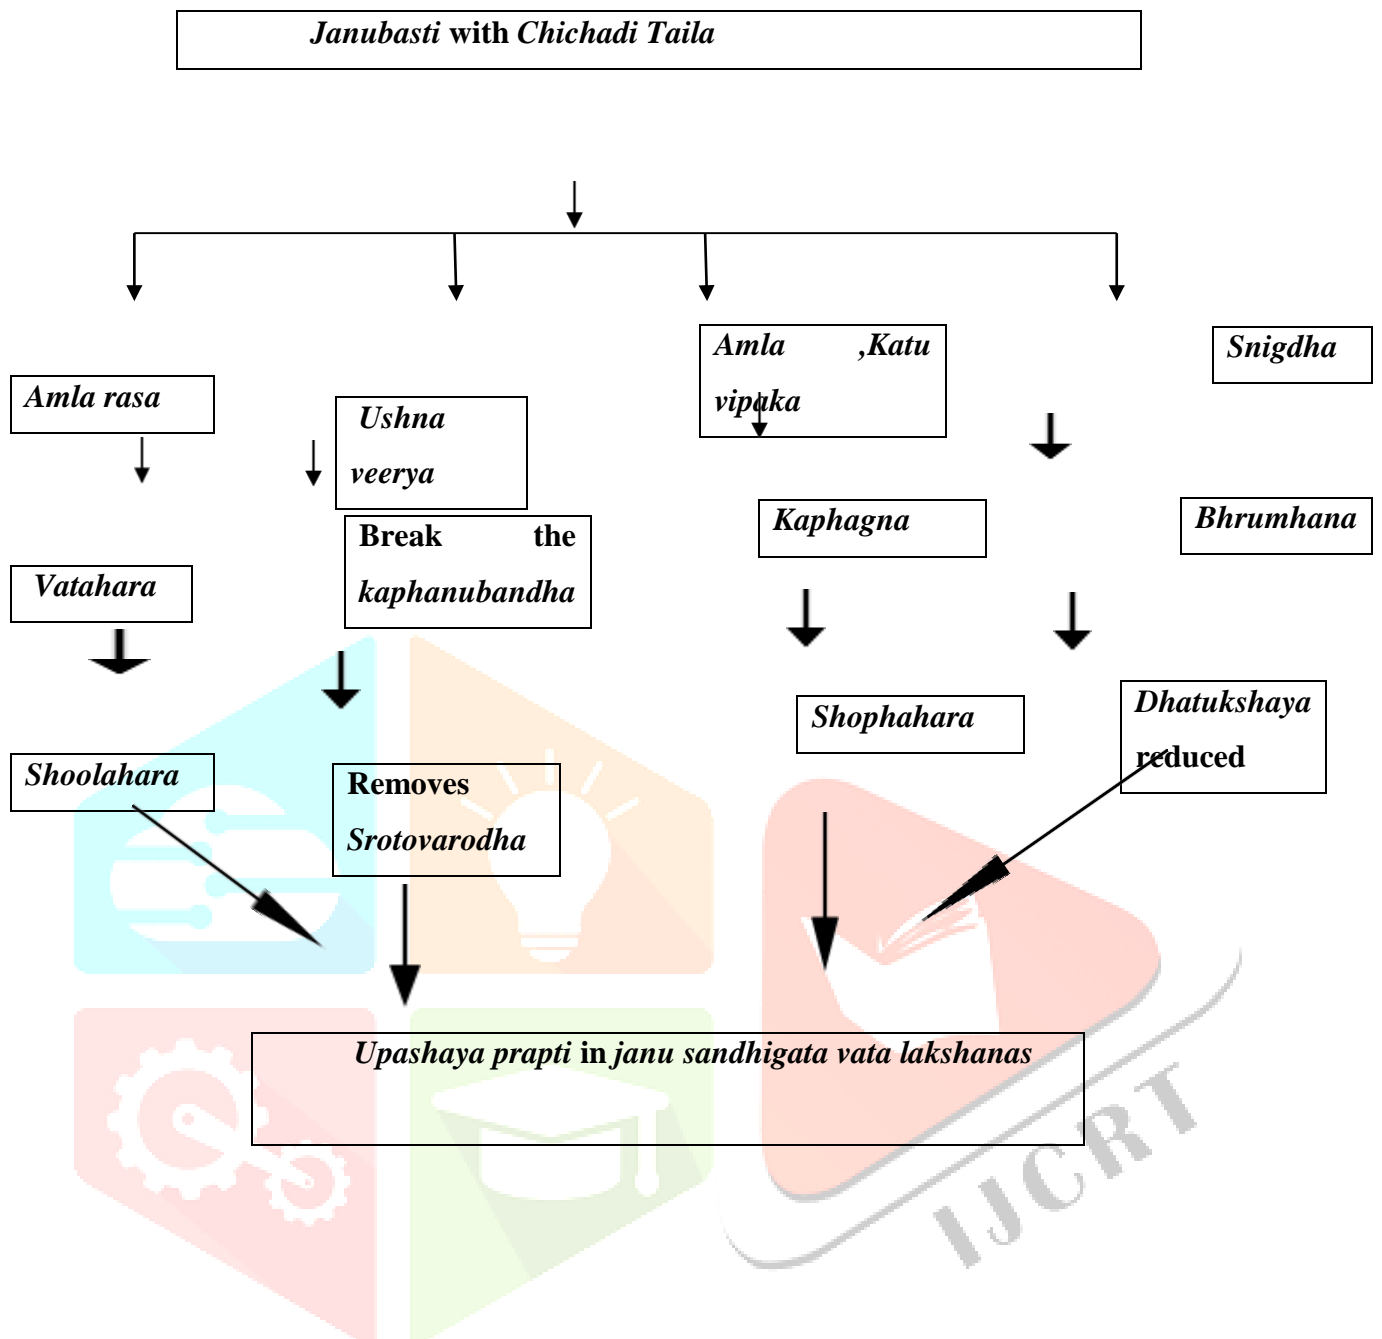 Janubasti with Chichadi Taila
Amla ,Katu
vipaka
Snigdha
Amla rasa
Ushna
veerya
Kaphagna
Bhrumhana
Break the
kaphanubandha
Vatahara
Shophahara
Dhatukshaya
reduced
Shoolahara
Removes
Srotovarodha
Upashaya prapti in janu sandhigata vata lakshanas
IJCRT